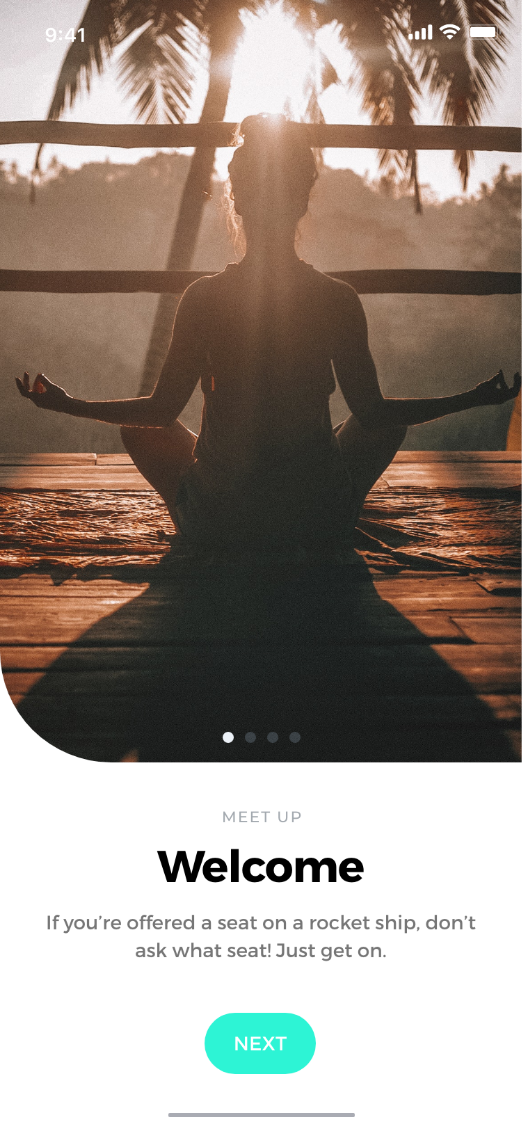 9:41
MEET UP
Welcome
If you’re offered a seat on a rocket ship, don’t
ask what seat! Just get on.
NEXT